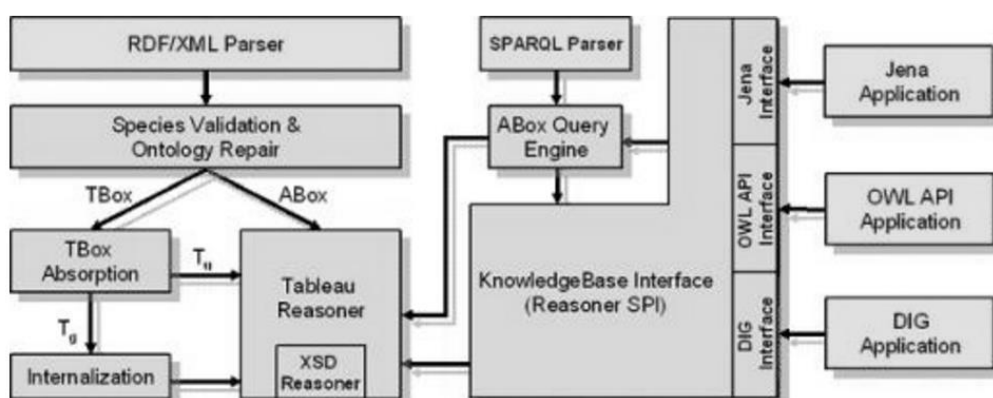 RDF/XML Parser
SPARQL Parser
Jena
Interface
Jena
Application
Species Validation &
Ontology Repair
ABox Query
Engine
TBox
ABox
OWL API
Interface
OWL API
Application
TBox
Absorption
Tᵤ
Tableau
Reasoner
KnowledgeBase Interface
(Reasoner SPI)
T₉
DIG
Interface
DIG
Application
Internalization
XSD
Reasoner